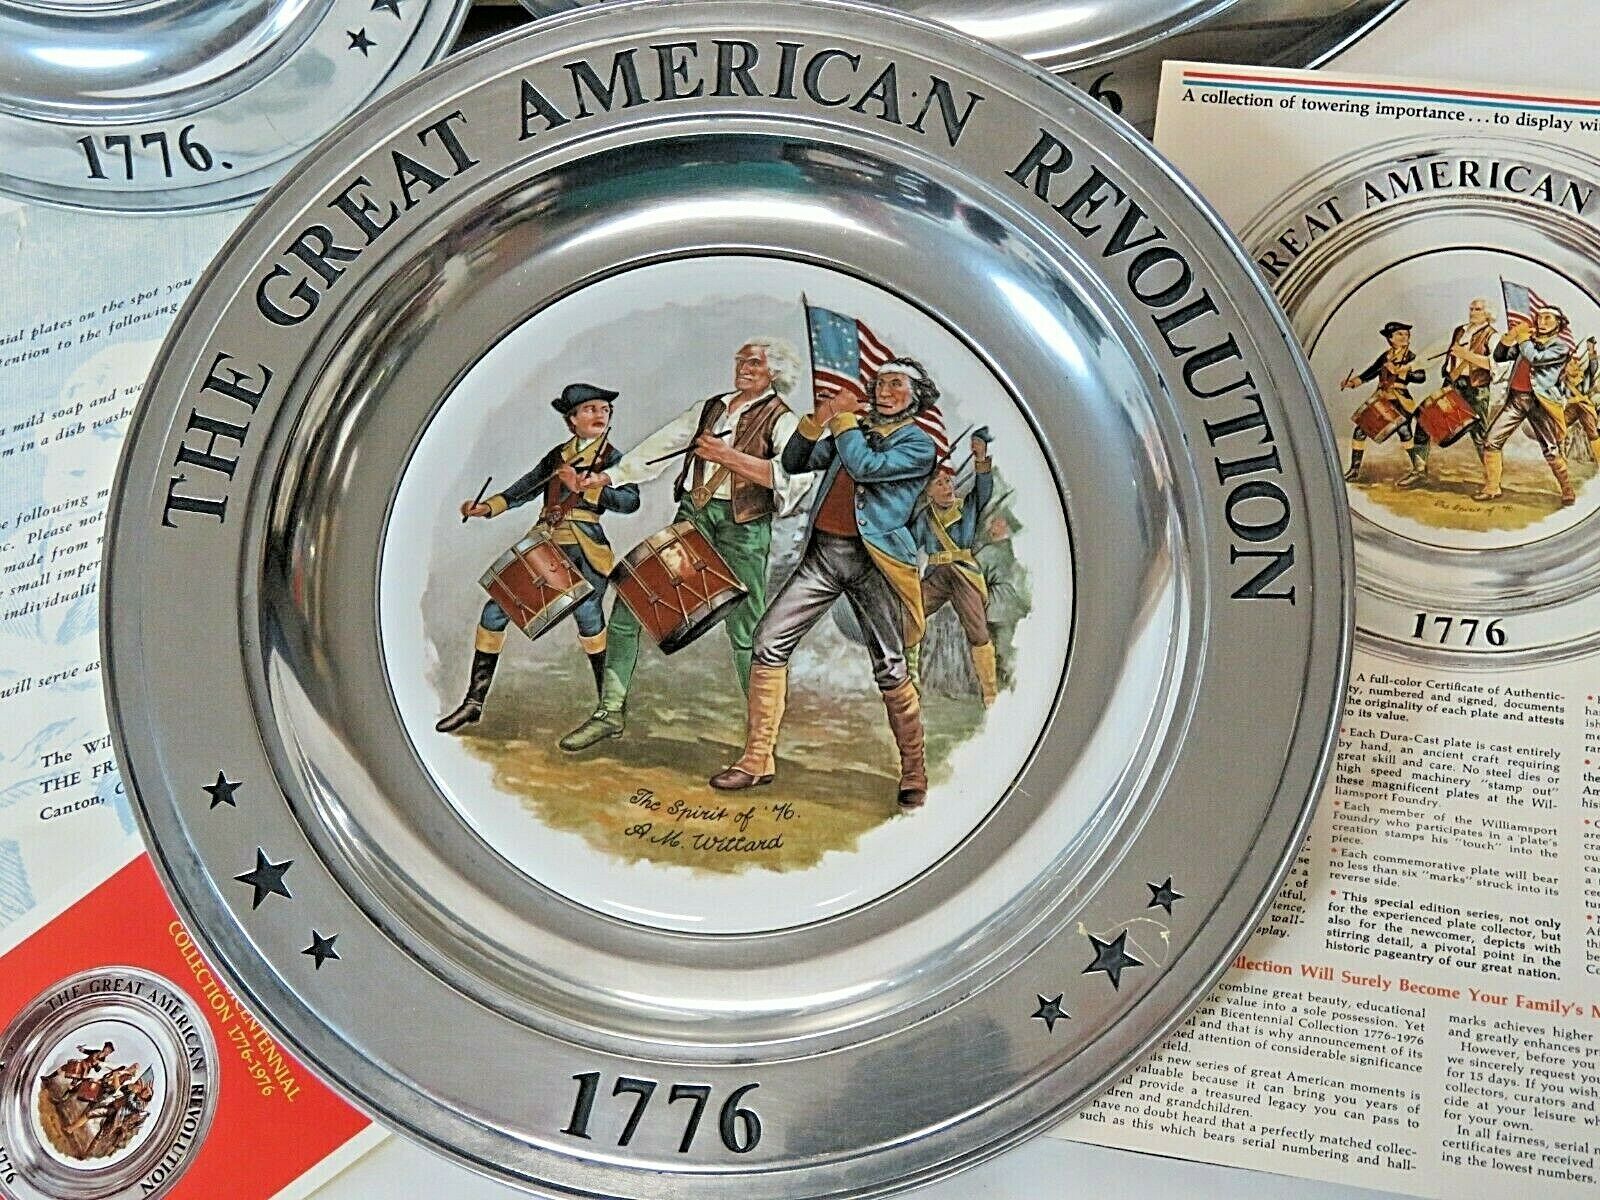 THE GREAT AMERICAN REVOLUTION
The Spirit of '76.
A. M. Willard
1776
1776.
on the spot you
plates
to the following
mild soap and
in a dish
following
Please
made from
small
individualit
will serve as
The
THE
Canton,
COLLECTION 1776-1976
THE GREAT AMERICAN REVOLUTION
1776
A collection of towering importance...to display
AMERICAN
The Spirit of '76
1776
A full-color Certificate of Authentic-
ty, numbered and signed, documents
the originality of each plate and attests
to its value.
• Each Dura-Cast plate is cast entirely
by hand, an ancient craft requiring
great skill and care. No steel dies or
high speed machinery "stamp out"
these magnificent plates at the Wil-
liamsport Foundry.
• Each member of the Williamsport
Foundry who participates in a plate's
creation stamps his "touch" into the
piece.
• Each commemorative plate will bear
no less than six "marks" struck into its
reverse side.
• This special edition series, not only
for the experienced plate collector, but
also for the newcomer, depicts with
stirring detail, a pivotal point in the
historic pageantry of our great nation.
Collection Will Surely Become Your Family's
combine great beauty, educational
value into a sole possession. Yet
Bicentennial Collection 1776-1976
and that is why announcement of its
attention of considerable significance
field.
his new series of great American moments is
valuable because it can bring you years of
and provide a treasured legacy you can pass to
children and grandchildren.
have no doubt heard that a perfectly matched collec-
such as this which bears serial numbering and hall-
marks achieves higher
and greatly enhances
However, before you
we sincerely request you
for 15 days. If you wish,
collectors, curators and
cide at your leisure
for your own.
In all fairness, serial
certificates are received
ing the lowest numbers.